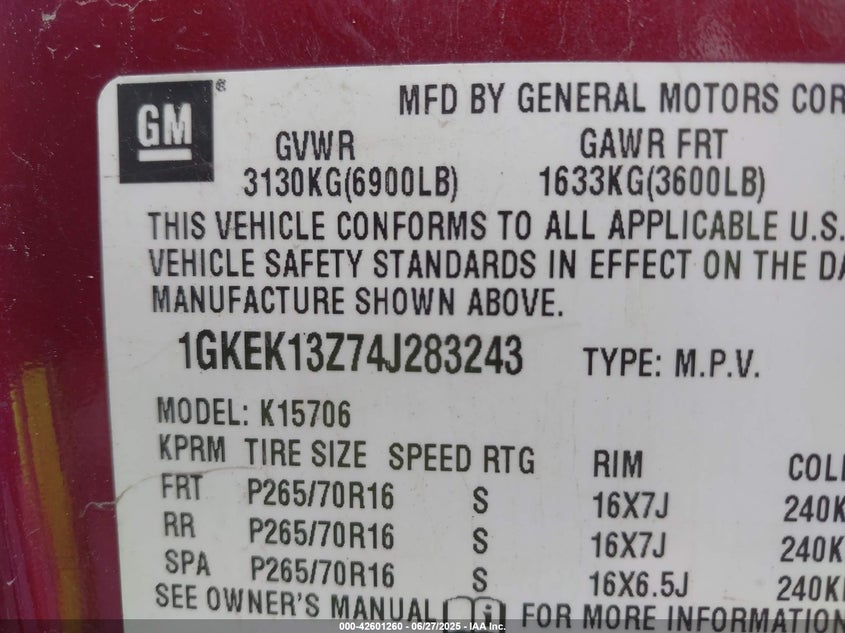 GM
MFD BY GENERAL MOTORS COR
GVWR GAWR FRT
3130KG(6900LB) 1633KG(3600LB)
THIS VEHICLE CONFORMS TO ALL APPLICABLE U.S.
VEHICLE SAFETY STANDARDS IN EFFECT ON THE DA
MANUFACTURE SHOWN ABOVE.
1GKEK13Z74J283243 TYPE: M.P.V.
MODEL: K15706
KPRM TIRE SIZE SPEED RTG RIM COL
FRT P265/70R16 S 16X7J 240K
RR P265/70R16 S 16X7J 240K
SPA P265/70R16 S 16X6.5J 240K
SEE OWNER'S MANUAL FOR MORE INFORMATION
000-42601260 - 06/27/2025 - IAA, Inc.